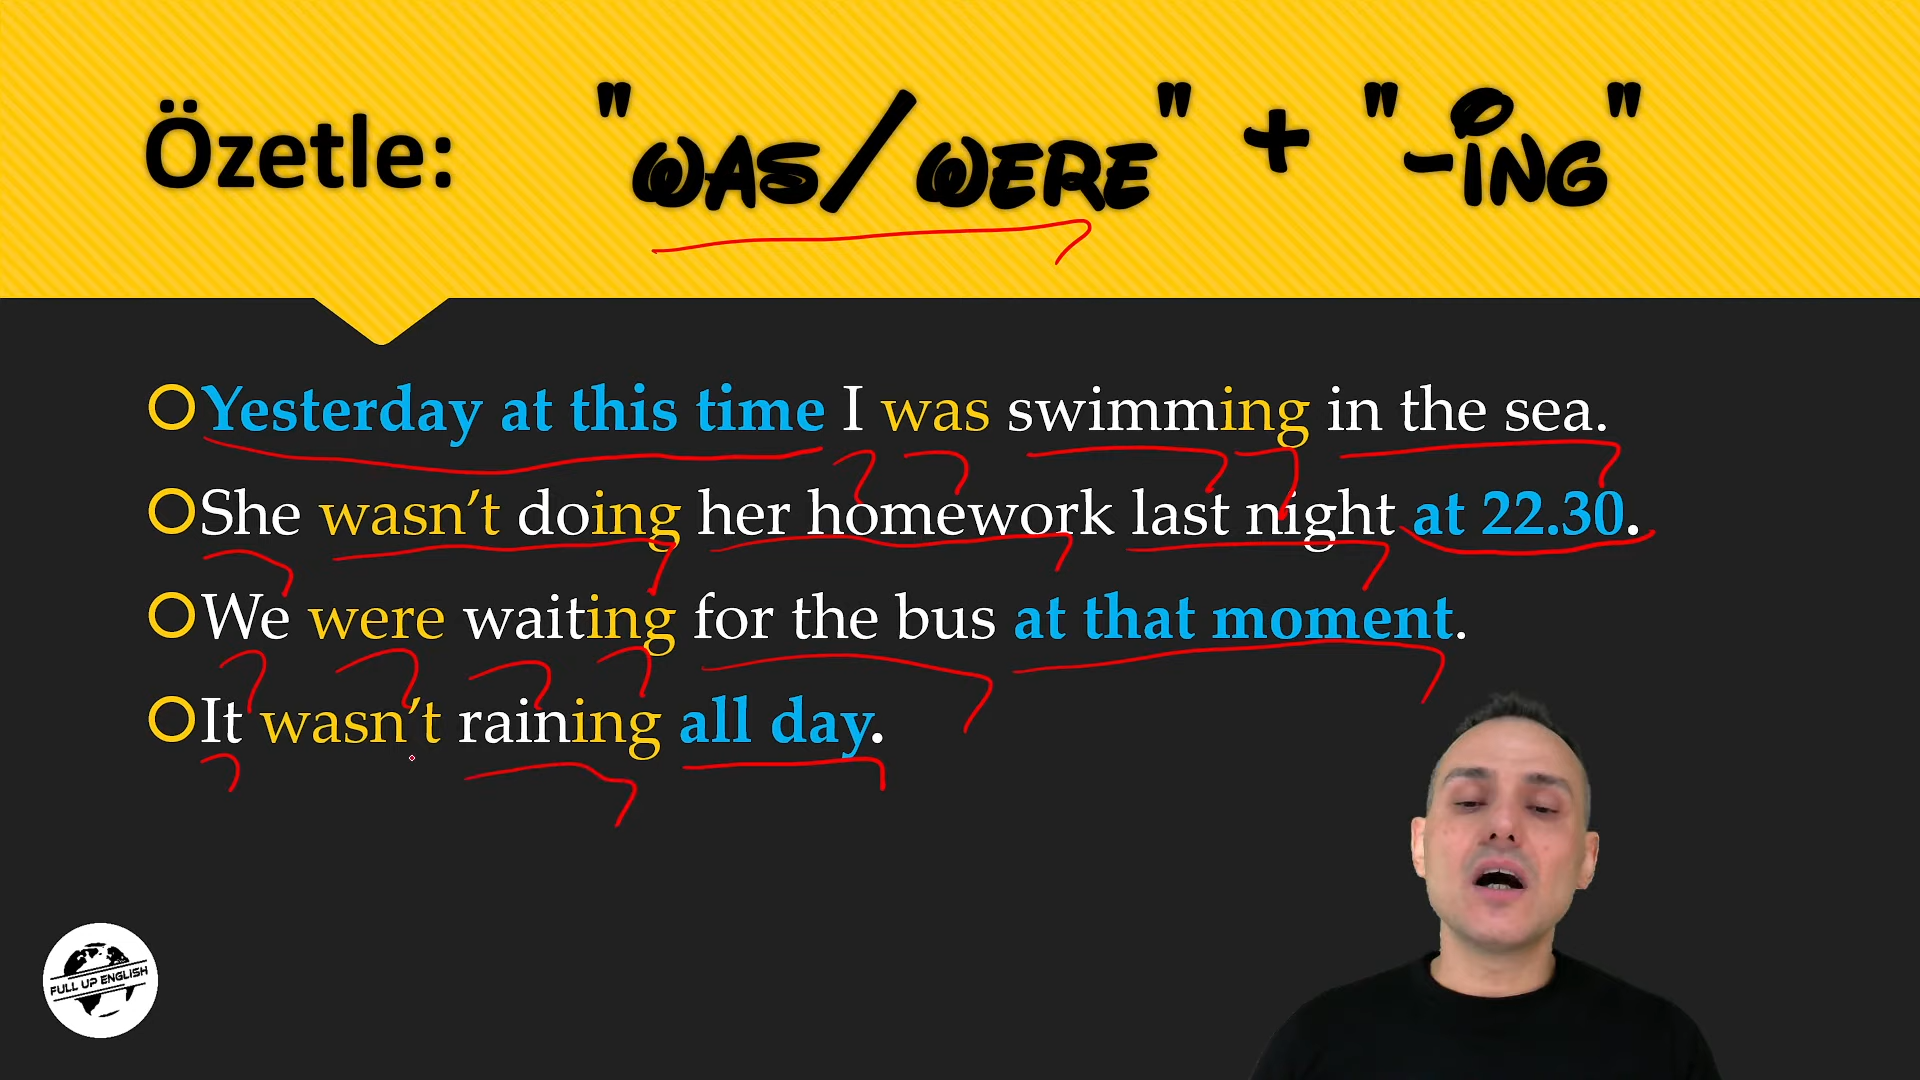 Özetle: "WAS/WERE" + "-ING"
Yesterday at this time I was swimming in the sea.
She wasn't doing her homework last night at 22.30.
We were waiting for the bus at that moment.
It wasn't raining all day.
FULL UP ENGLISH